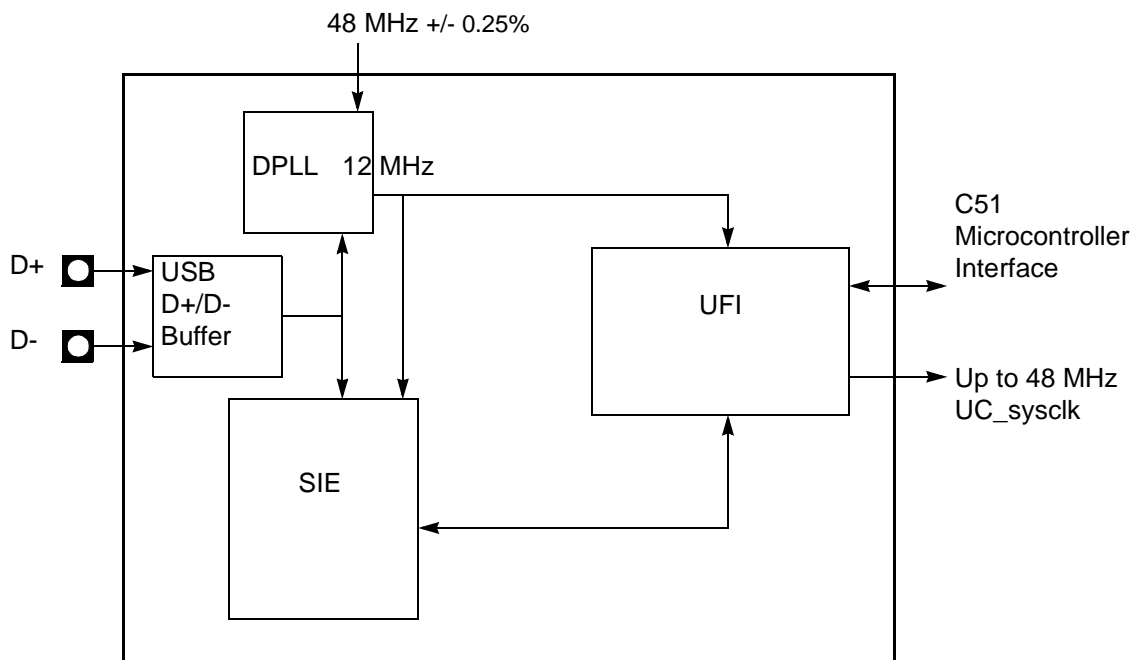 48 MHz +/- 0.25%
DPLL 12 MHz
C51
Microcontroller
Interface
D+
USB
D+/D-
Buffer
UFI
D-
Up to 48 MHz
UC_sysclk
SIE